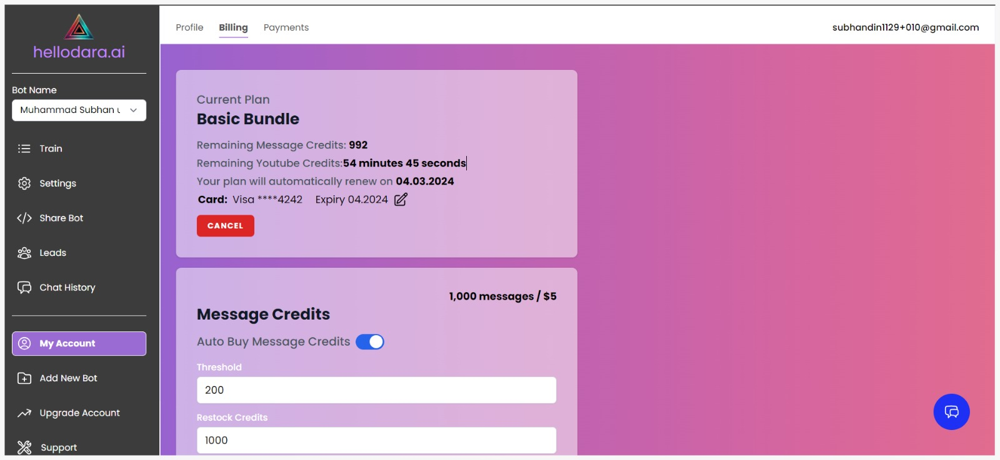 hellodara.ai
Bot Name
Muhammad Subhan
Train
Settings
Share Bot
Leads
Chat History
My Account
Add New Bot
Upgrade Account
Support
Profile Billing Payments
subhandin1129+010@gmail.com
Current Plan
Basic Bundle
Remaining Message Credits: 992
Remaining Youtube Credits:54 minutes 45 seconds
Your plan will automatically renew on 04.03.2024
Card: Visa ****4242 Expiry 04.2024
CANCEL
1,000 messages / $5
Message Credits
Auto Buy Message Credits
Threshold
200
Restock Credits
1000